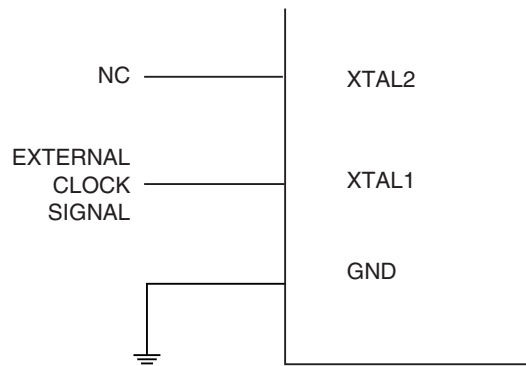 NC
XTAL2
EXTERNAL
CLOCK
SIGNAL
XTAL1
GND